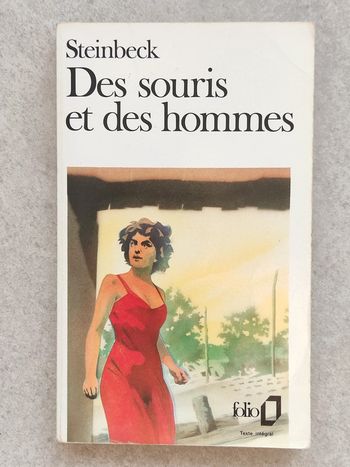 Steinbeck
Des souris
et des hommes
folio
Texte intégral